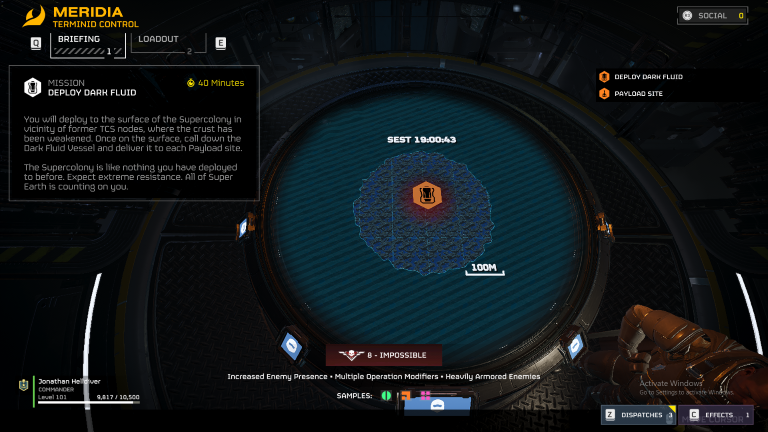 MERIDIA
TERMINID CONTROL
SOCIAL 0
Q BRIEFING 1 LOADOUT 2 E
MISSION
DEPLOY DARK FLUID
40 Minutes
You will deploy to the surface of the Supercolony in
vicinity of former TCS nodes, where the crust has
been weakened. Once on the surface, call down the
Dark Fluid Vessel and deliver it to each Payload site.
The Supercolony is like nothing you have deployed
to before. Expect extreme resistance. All of Super
Earth is counting on you.
DEPLOY DARK FLUID
PAYLOAD SITE
SEST 19:00:43
100M
8 - IMPOSSIBLE
Increased Enemy Presence • Multiple Operation Modifiers • Heavily Armored Enemies
SAMPLES:
Jonathan Helldiver
COMMANDER
Level 101 9,817 / 10,500
Activate Windows
Go to Settings to activate Windows.
Z DISPATCHES 3 C EFFECTS 1
CURSOR